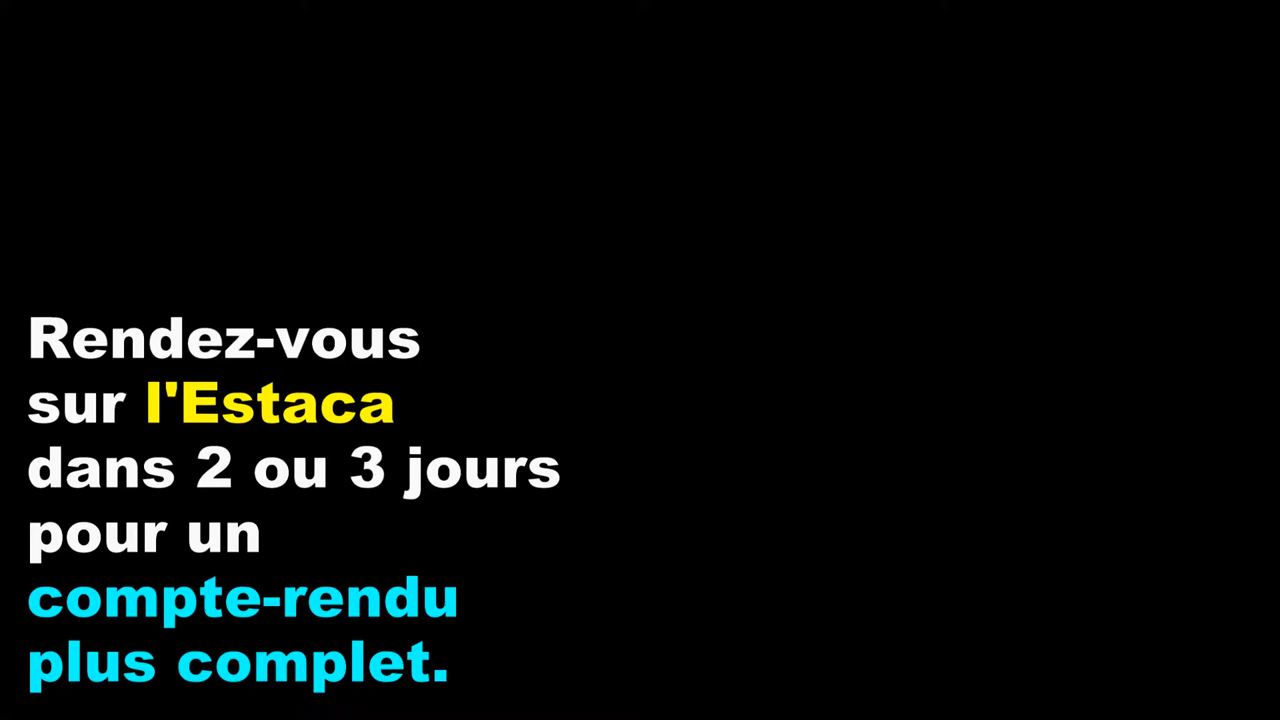 Rendez-vous
sur l'Estaca
dans 2 ou 3 jours
pour un
compte-rendu
plus complet.